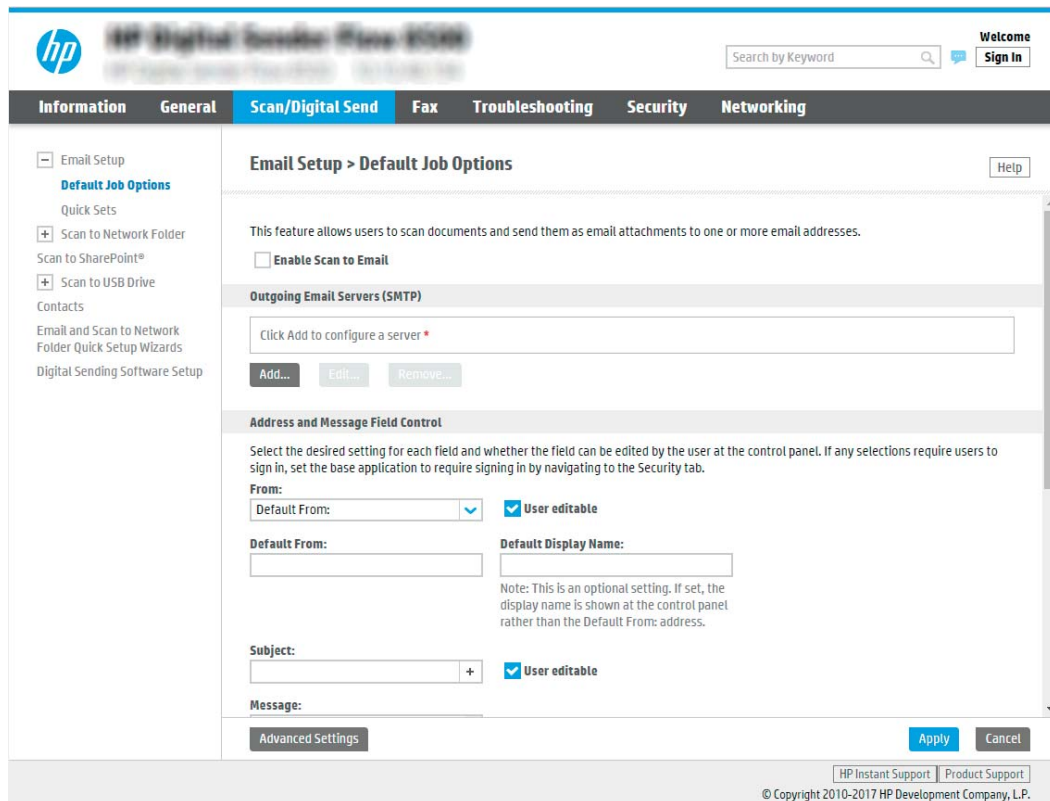 hp
Welcome
Search by Keyword
Sign In
Information General Scan/Digital Send Fax Troubleshooting Security Networking
Email Setup
Default Job Options
Quick Sets
Scan to Network Folder
Scan to SharePoint®
Scan to USB Drive
Contacts
Email and Scan to Network
Folder Quick Setup Wizards
Digital Sending Software Setup
Email Setup > Default Job Options
Help
This feature allows users to scan documents and send them as email attachments to one or more email addresses.
Enable Scan to Email
Outgoing Email Servers (SMTP)
Click Add to configure a server *
Add... Edit... Remove...
Address and Message Field Control
Select the desired setting for each field and whether the field can be edited by the user at the control panel. If any selections require users to
sign in, set the base application to require signing in by navigating to the Security tab.
From:
Default From: User editable
Default From: Default Display Name:
Note: This is an optional setting. If set, the
display name is shown at the control panel
rather than the Default From: address.
Subject:
+ User editable
Message:
Advanced Settings Apply Cancel
HP Instant Support Product Support
© Copyright 2010-2017 HP Development Company, L.P.